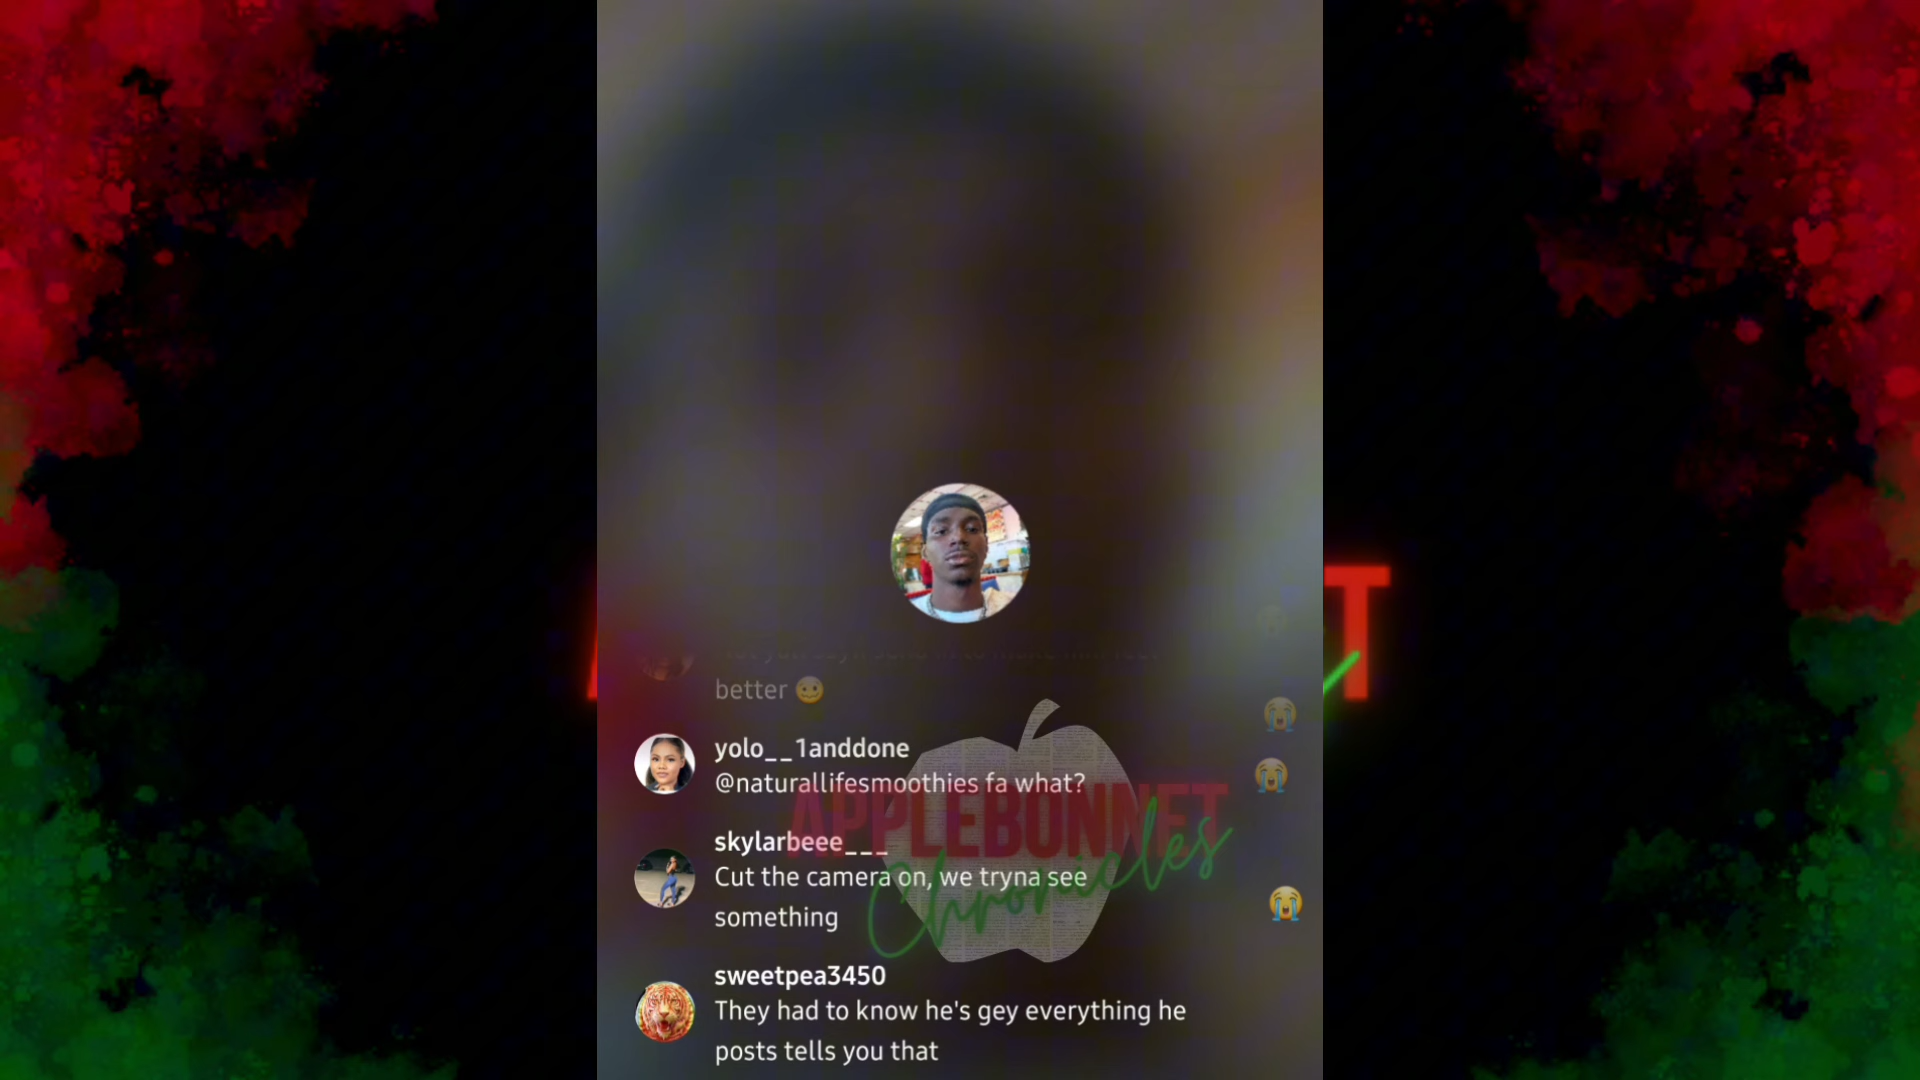 better 🥴
yolo__1anddone
@naturallifesmoothies fa what?
skylarbeee___
Cut the camera on, we tryna see
something
sweetpea3450
They had to know he's gey everything he
posts tells you that
APPLEBONNET
Chronicles
T